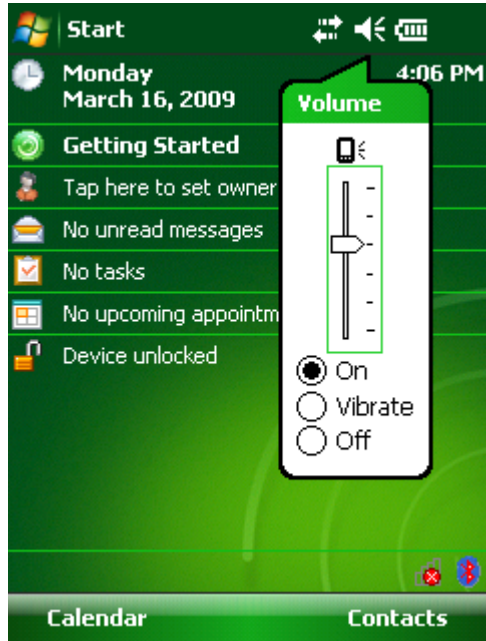 Start
Monday
4:06 PM
March 16, 2009
Volume
Getting Started
Tap here to set owner
No unread messages
No tasks
No upcoming appointm
Device unlocked
On
Vibrate
Off
Calendar
Contacts